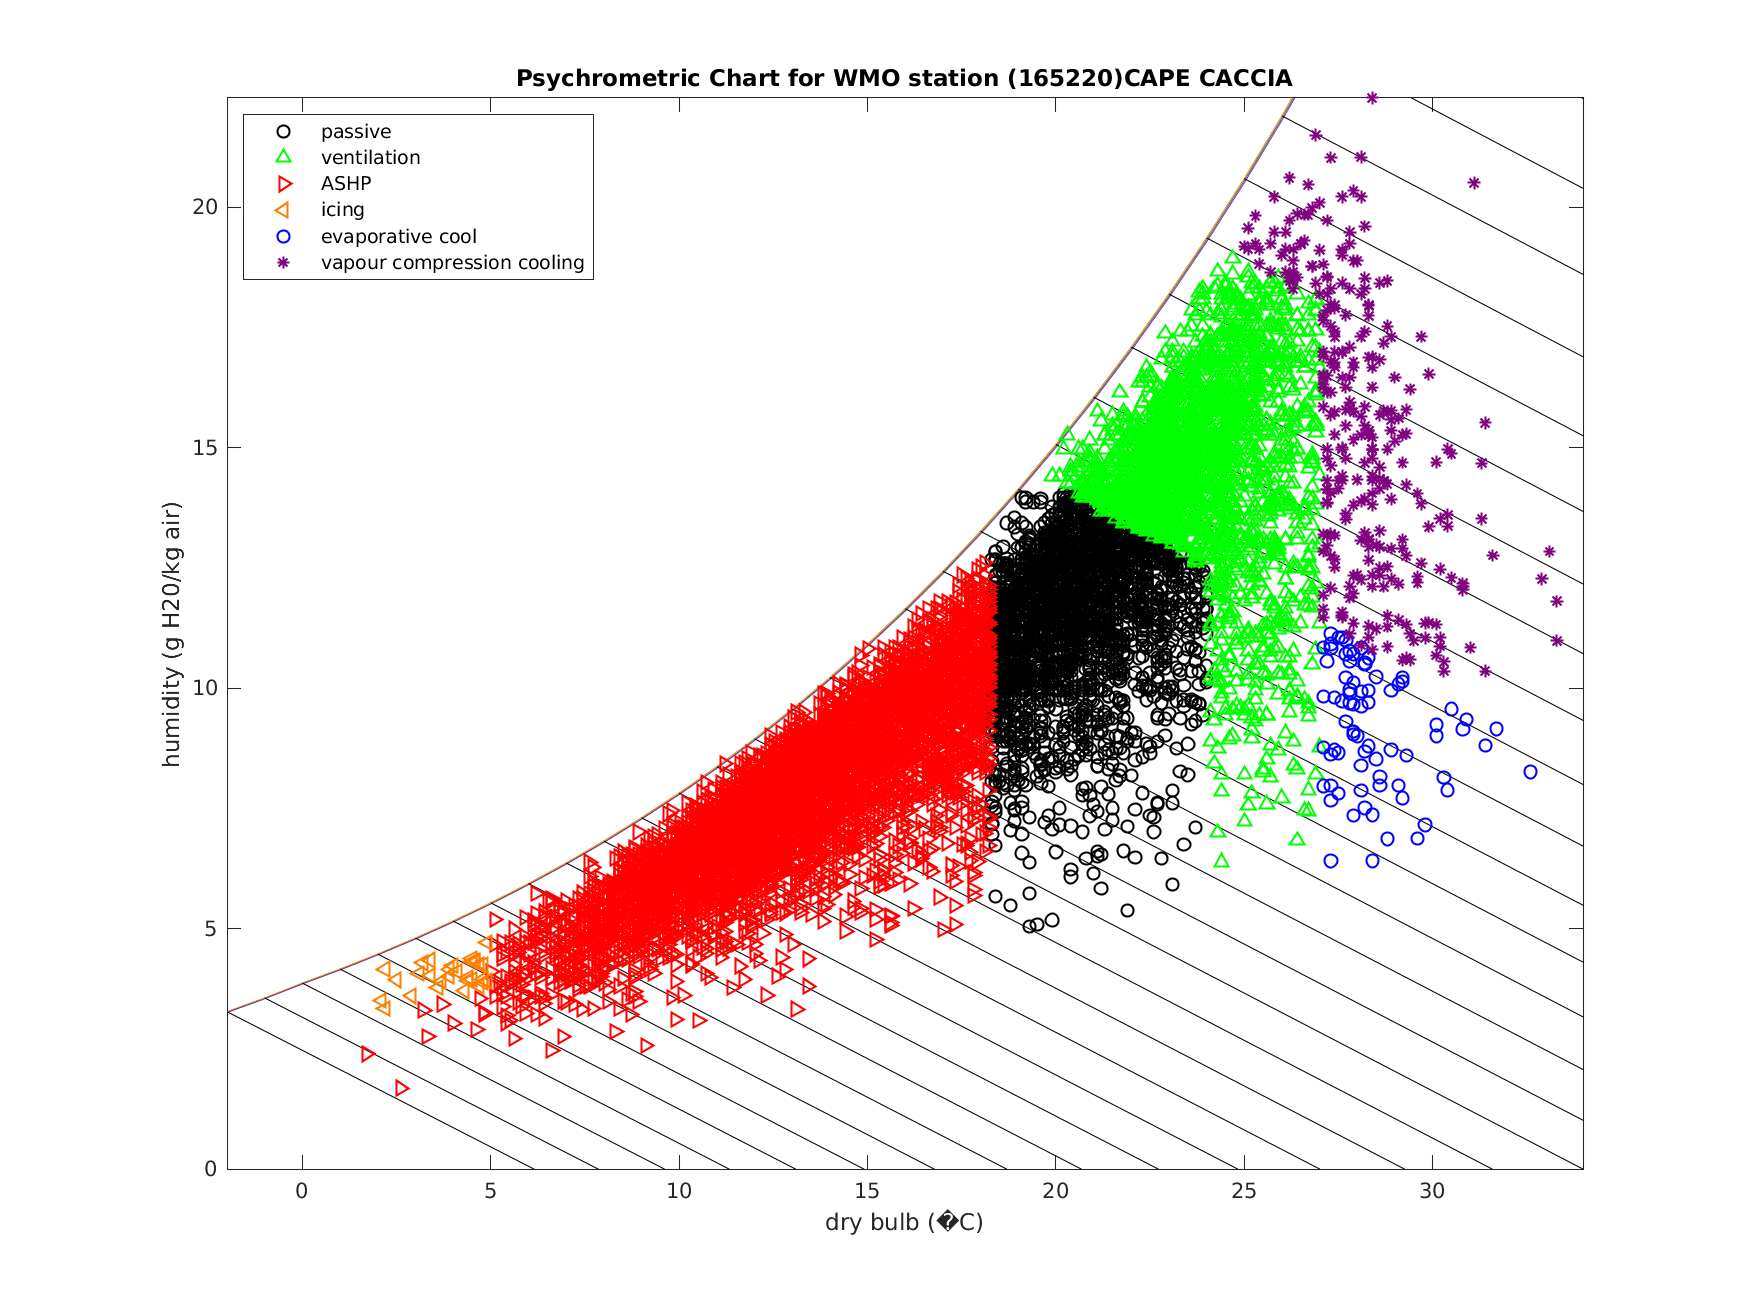 Psychrometric Chart for WMO station (165220)CAPE CACCIA
passive
ventilation
ASHP
icing
evaporative cool
vapour compression cooling
humidity (g H20/kg air)
20
15
10
5
0
0 5 10 15 20 25 30
dry bulb (�C)